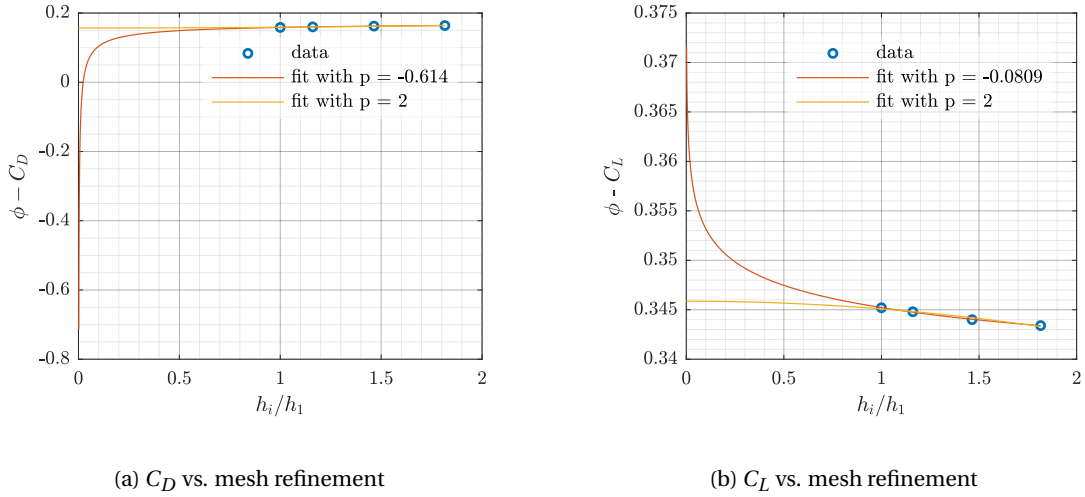 0.2
0
-0.2
-0.4
-0.6
-0.8
ϕ − C_D
data
fit with p = -0.614
fit with p = 2
0 0.5 1 1.5 2
h_i/h_1
(a) C_D vs. mesh refinement
0.375
0.37
0.365
0.36
0.355
0.35
0.345
0.34
ϕ - C_L
data
fit with p = -0.0809
fit with p = 2
0 0.5 1 1.5 2
h_i/h_1
(b) C_L vs. mesh refinement